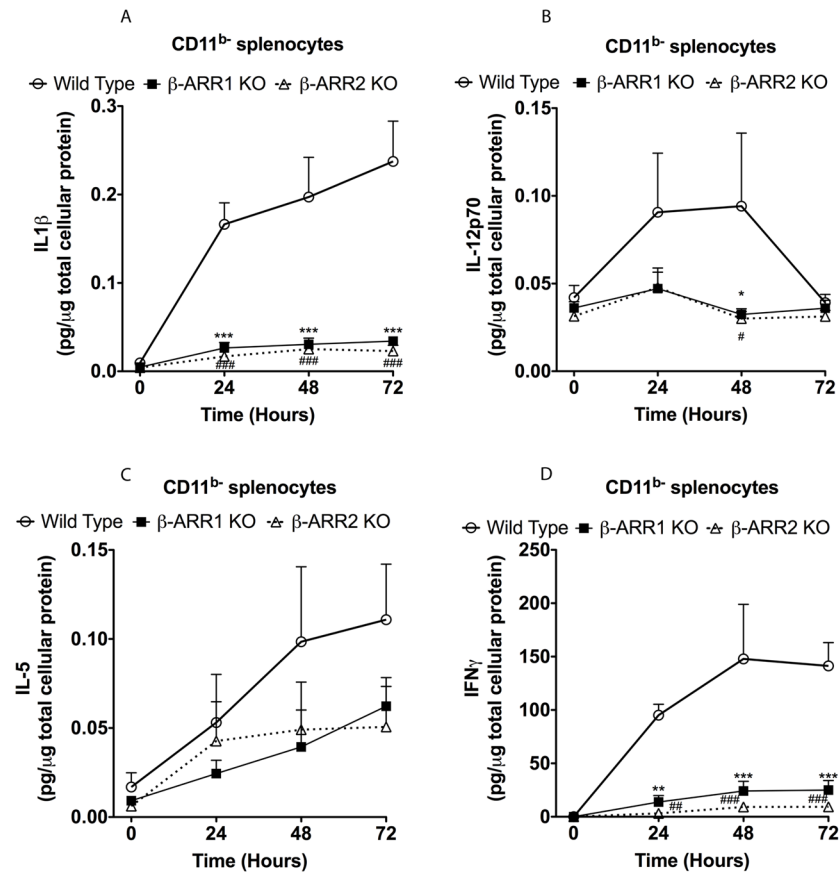 A
CD11b- splenocytes
Wild Type β-ARR1 KO β-ARR2 KO
IL1β
(pg/μg total cellular protein)
0.3
0.2
0.1
0.0
*** *** ***
### ### ###
0 24 48 72
Time (Hours)
B
CD11b- splenocytes
Wild Type β-ARR1 KO β-ARR2 KO
IL-12p70
(pg/μg total cellular protein)
0.15
0.10
0.05
0.00
*
#
0 24 48 72
Time (Hours)
C
CD11b- splenocytes
Wild Type β-ARR1 KO β-ARR2 KO
IL-5
(pg/μg total cellular protein)
0.15
0.10
0.05
0.00
0 24 48 72
Time (Hours)
D
CD11b- splenocytes
Wild Type β-ARR1 KO β-ARR2 KO
IFNγ
(pg/μg total cellular protein)
250
200
150
100
50
0
** *** ***
## ### ###
0 24 48 72
Time (Hours)